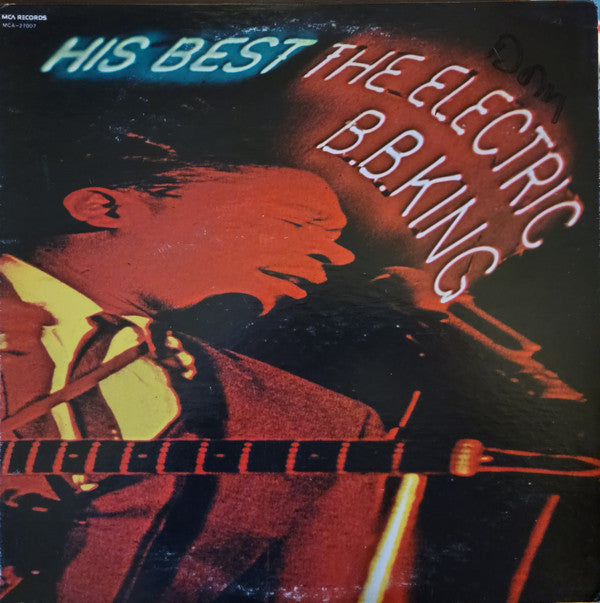 MCA RECORDS
MCA-27007
HIS BEST
THE ELECTRIC
B.B.KING